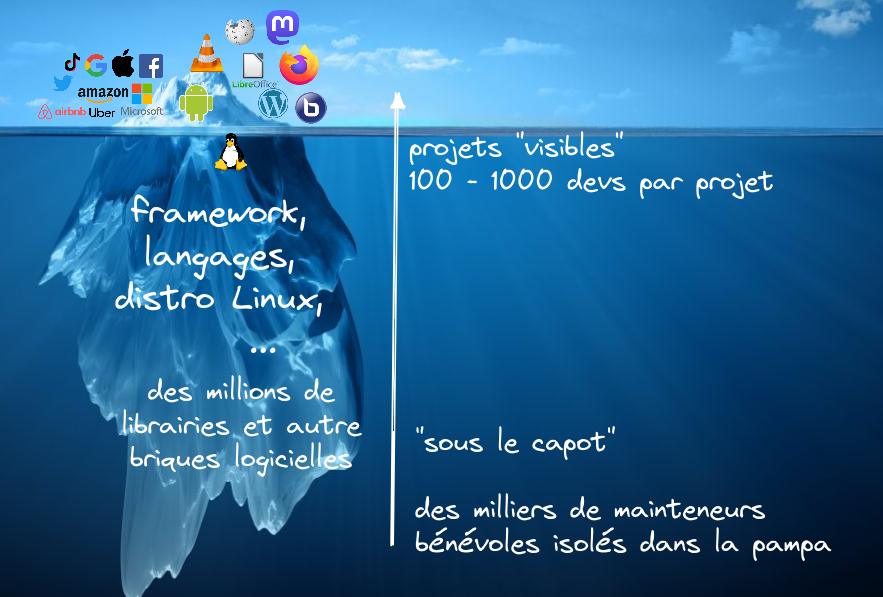 LibreOffice
amazon
airbnb Uber Microsoft
projets "visibles"
100 - 1000 devs par projet
framework,
langages,
distro Linux,
...
des millions de
librairies et autre
briques logicielles
"sous le capot"
des milliers de mainteneurs
bénévoles isolés dans la pampa